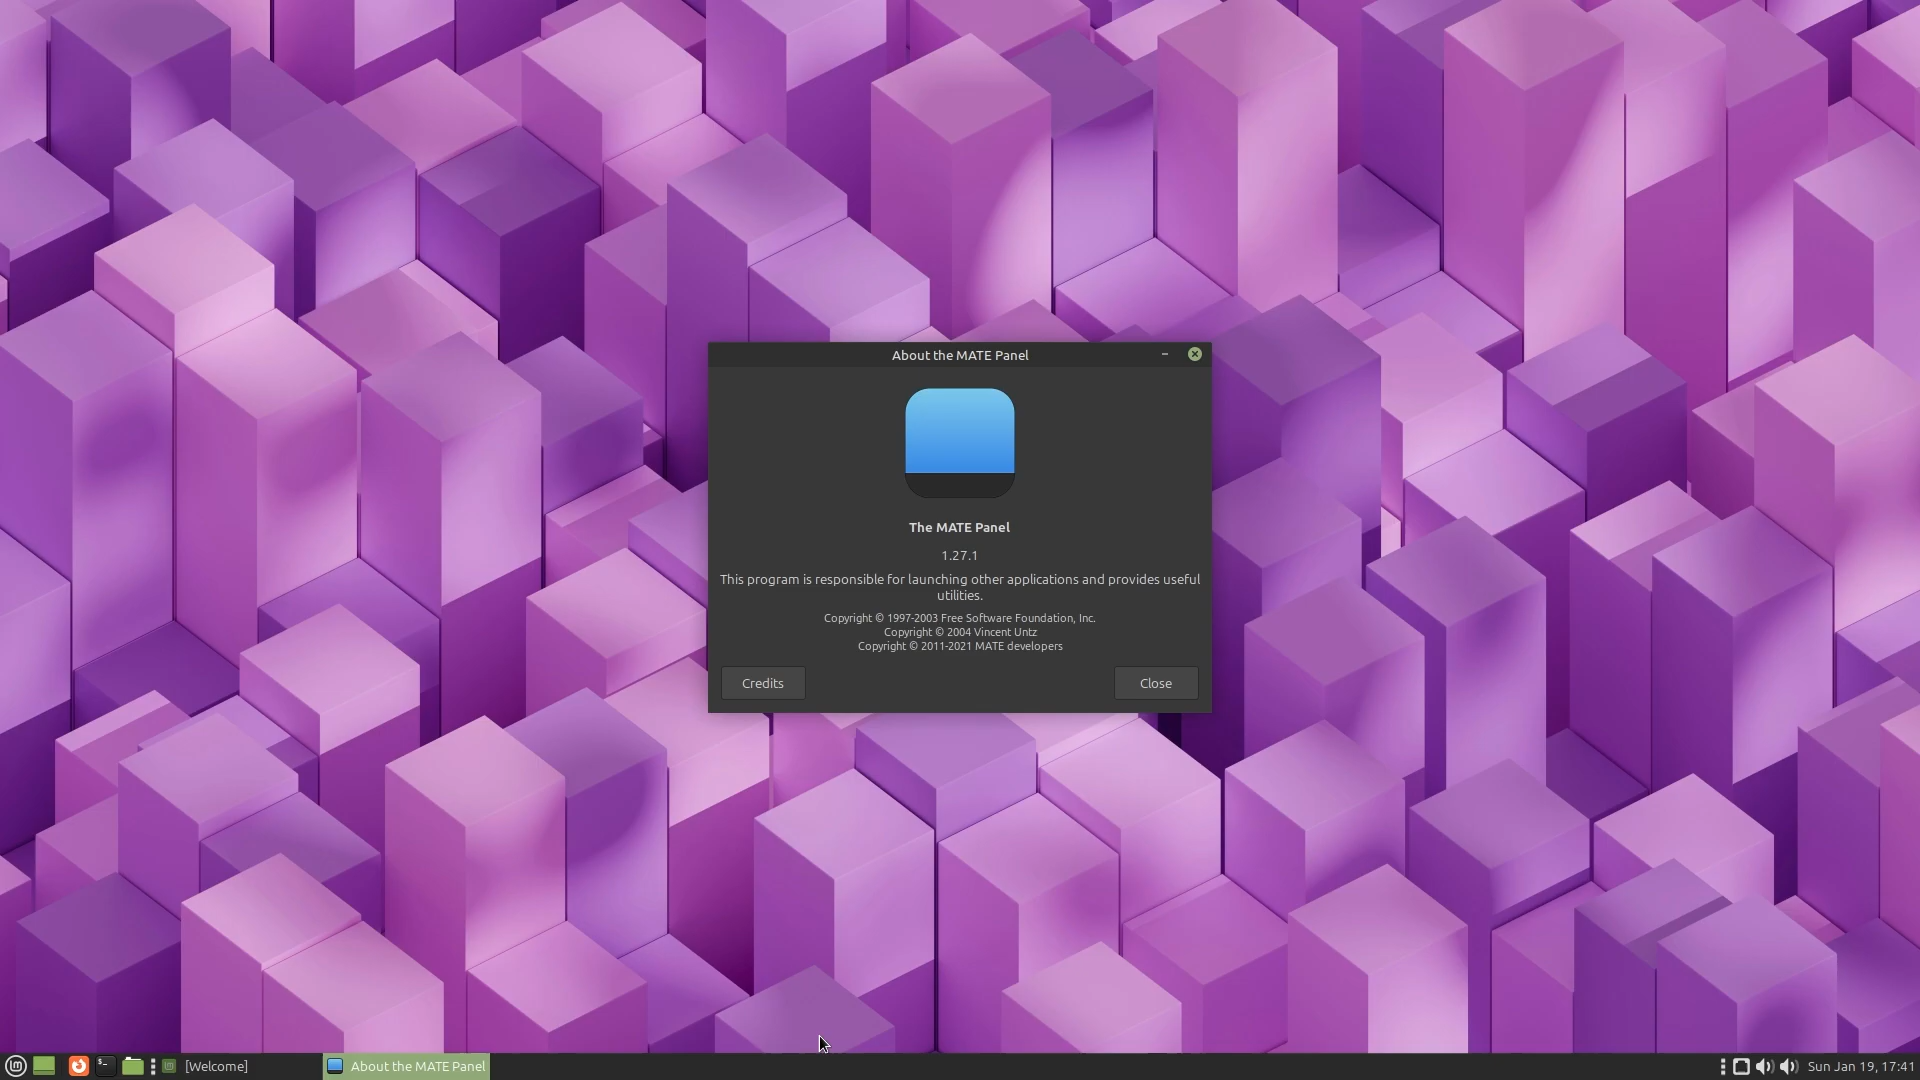 About the MATE Panel
The MATE Panel
1.27.1
This program is responsible for launching other applications and provides useful
utilities.
Copyright © 1997-2003 Free Software Foundation, Inc.
Copyright © 2004 Vincent Untz
Copyright © 2011-2021 MATE developers
Credits
Close
[Welcome]
About the MATE Panel
Sun Jan 19, 17:41